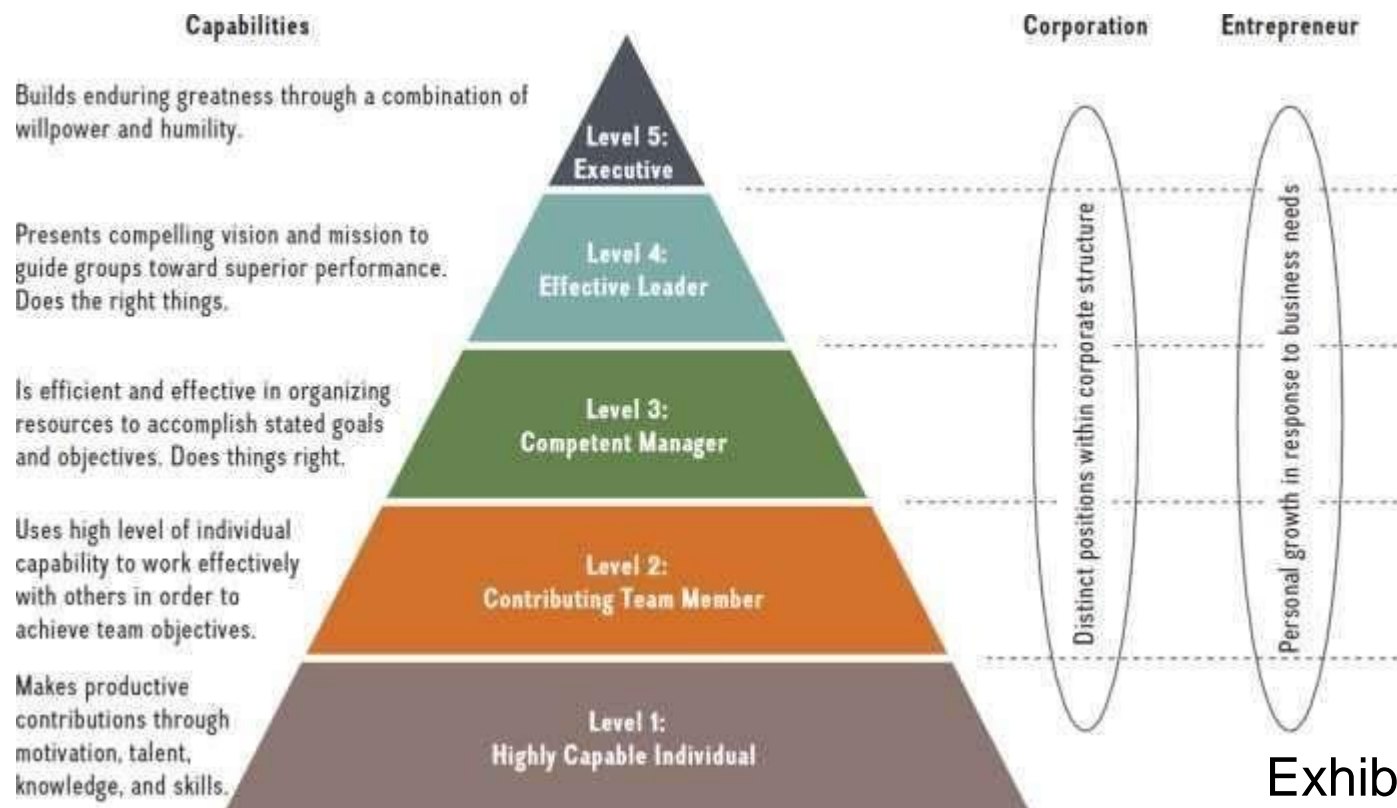 Capabilities
Corporation
Entrepreneur
Builds enduring greatness through a combination of
willpower and humility.
Level 5:
Executive
Presents compelling vision and mission to
guide groups toward superior performance.
Does the right things.
Level 4:
Effective Leader
Is efficient and effective in organizing
resources to accomplish stated goals
and objectives. Does things right.
Level 3:
Competent Manager
Uses high level of individual
capability to work effectively
with others in order to
achieve team objectives.
Level 2:
Contributing Team Member
Makes productive
contributions through
motivation, talent,
knowledge, and skills.
Level 1:
Highly Capable Individual
Distinct positions within corporate structure
Personal growth in response to business needs
Exhib